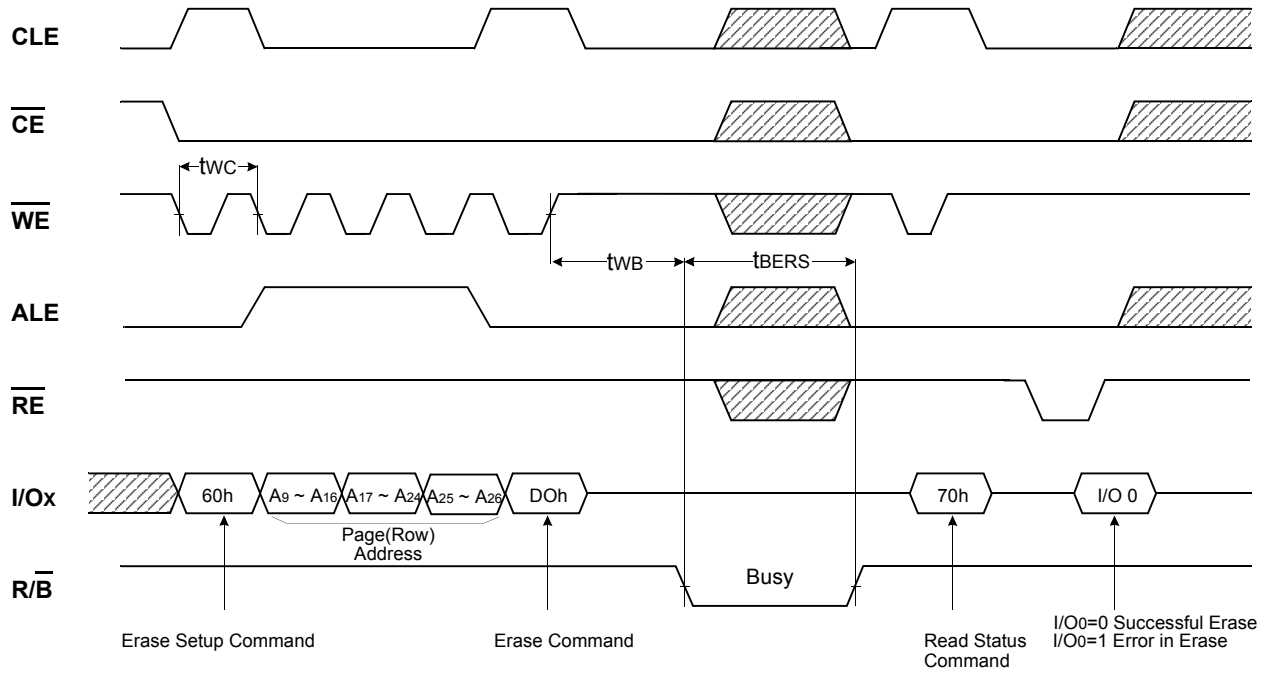 CLE
CE
tWC
WE
tWB
tBERS
ALE
RE
I/Ox
60h
A9 ~ A16
A17 ~ A24
A25 ~ A26
DOh
70h
I/O 0
Page(Row)
Address
R/B
Busy
Erase Setup Command
Erase Command
Read Status
Command
I/O0=0 Successful Erase
I/O0=1 Error in Erase